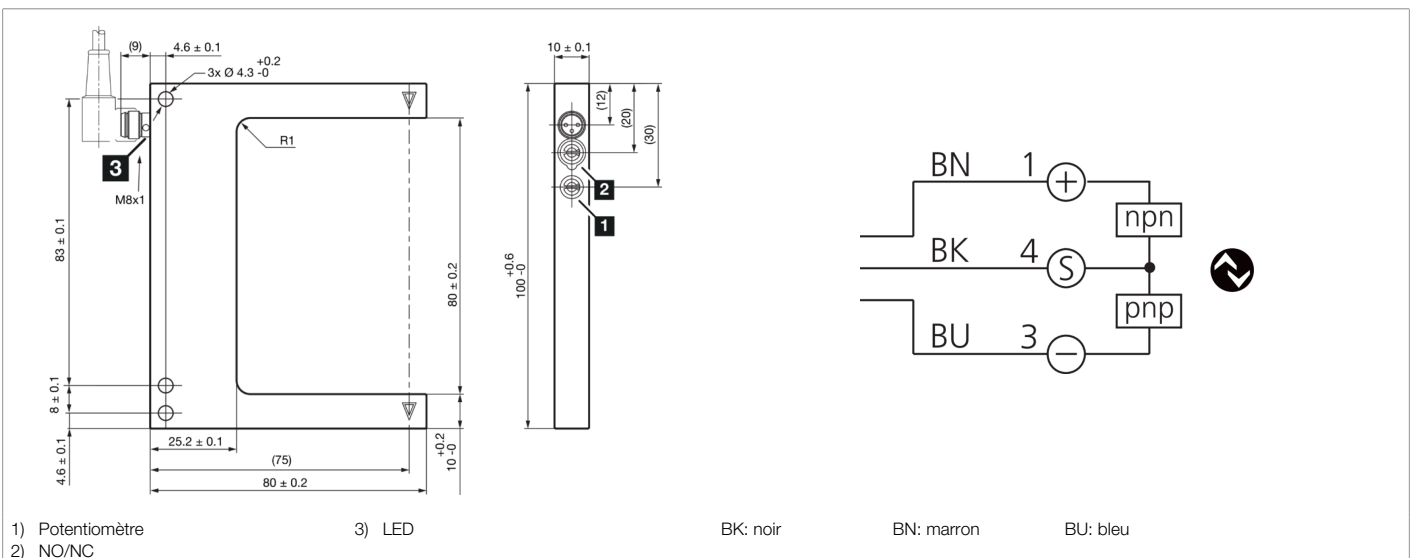 (9)
4.6 ± 0.1
3x Ø 4.3 +0.2 -0
R1
3
M8x1
83 ± 0.1
8 ± 0.1
4.6 ± 0.1
25.2 ± 0.1
(75)
80 ± 0.2
80 ± 0.2
10 +0.2 -0
10 ± 0.1
(12)
(20)
(30)
2
1
100 +0.6 -0
BN 1 +
npn
BK 4 S
pnp
BU 3 −
1) Potentiomètre
3) LED
BK: noir
BN: marron
BU: bleu
2) NO/NC